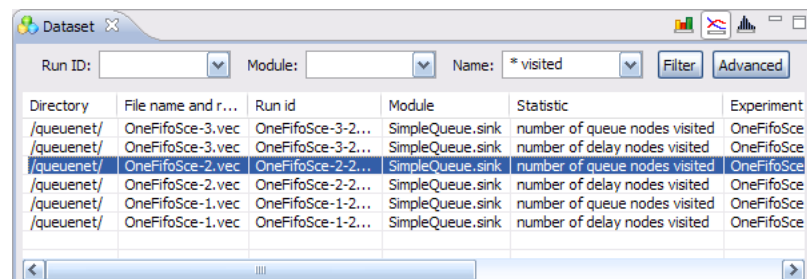 Dataset
Run ID: Module: Name: * visited Filter Advanced
Directory File name and r... Run id Module Statistic Experiment
/queuenet/ OneFifoSce-3.vec OneFifoSce-3-2... SimpleQueue.sink number of queue nodes visited OneFifoSce
/queuenet/ OneFifoSce-3.vec OneFifoSce-3-2... SimpleQueue.sink number of delay nodes visited OneFifoSce
/queuenet/ OneFifoSce-2.vec OneFifoSce-2-2... SimpleQueue.sink number of queue nodes visited OneFifoSce
/queuenet/ OneFifoSce-2.vec OneFifoSce-2-2... SimpleQueue.sink number of delay nodes visited OneFifoSce
/queuenet/ OneFifoSce-1.vec OneFifoSce-1-2... SimpleQueue.sink number of queue nodes visited OneFifoSce
/queuenet/ OneFifoSce-1.vec OneFifoSce-1-2... SimpleQueue.sink number of delay nodes visited OneFifoSce